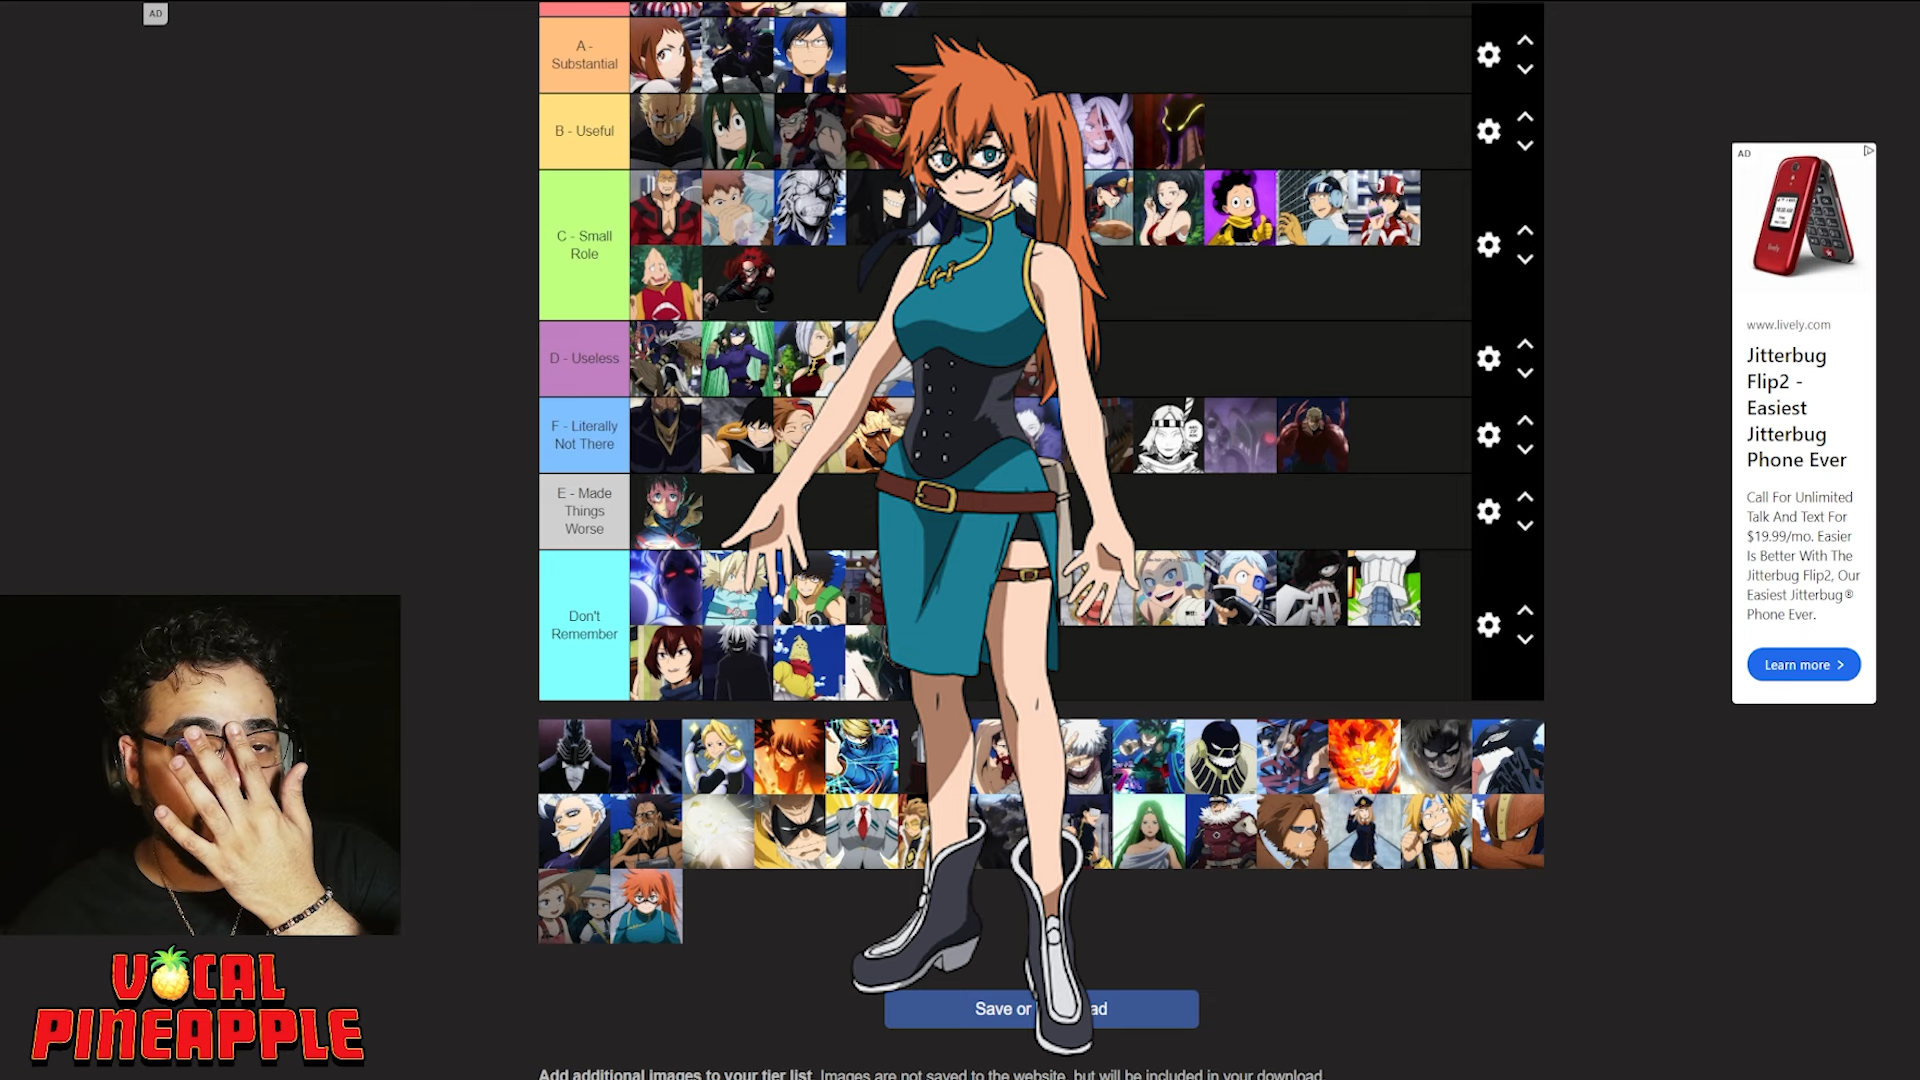 AD
A -
Substantial
B - Useful
C - Small
Role
D - Useless
F - Literally
Not There
E - Made
Things
Worse
Don't
Remember
AD
www.lively.com
Jitterbug
Flip2 -
Easiest
Jitterbug
Phone Ever
Call For Unlimited
Talk And Text For
$19.99/mo. Easier
Is Better With The
Jitterbug Flip2, Our
Easiest Jitterbug®
Phone Ever.
Learn more >
VOCAL
PINEAPPLE
Save or ad
Add additional images to your tier list. Images are not saved to the website, but will be included in your download.